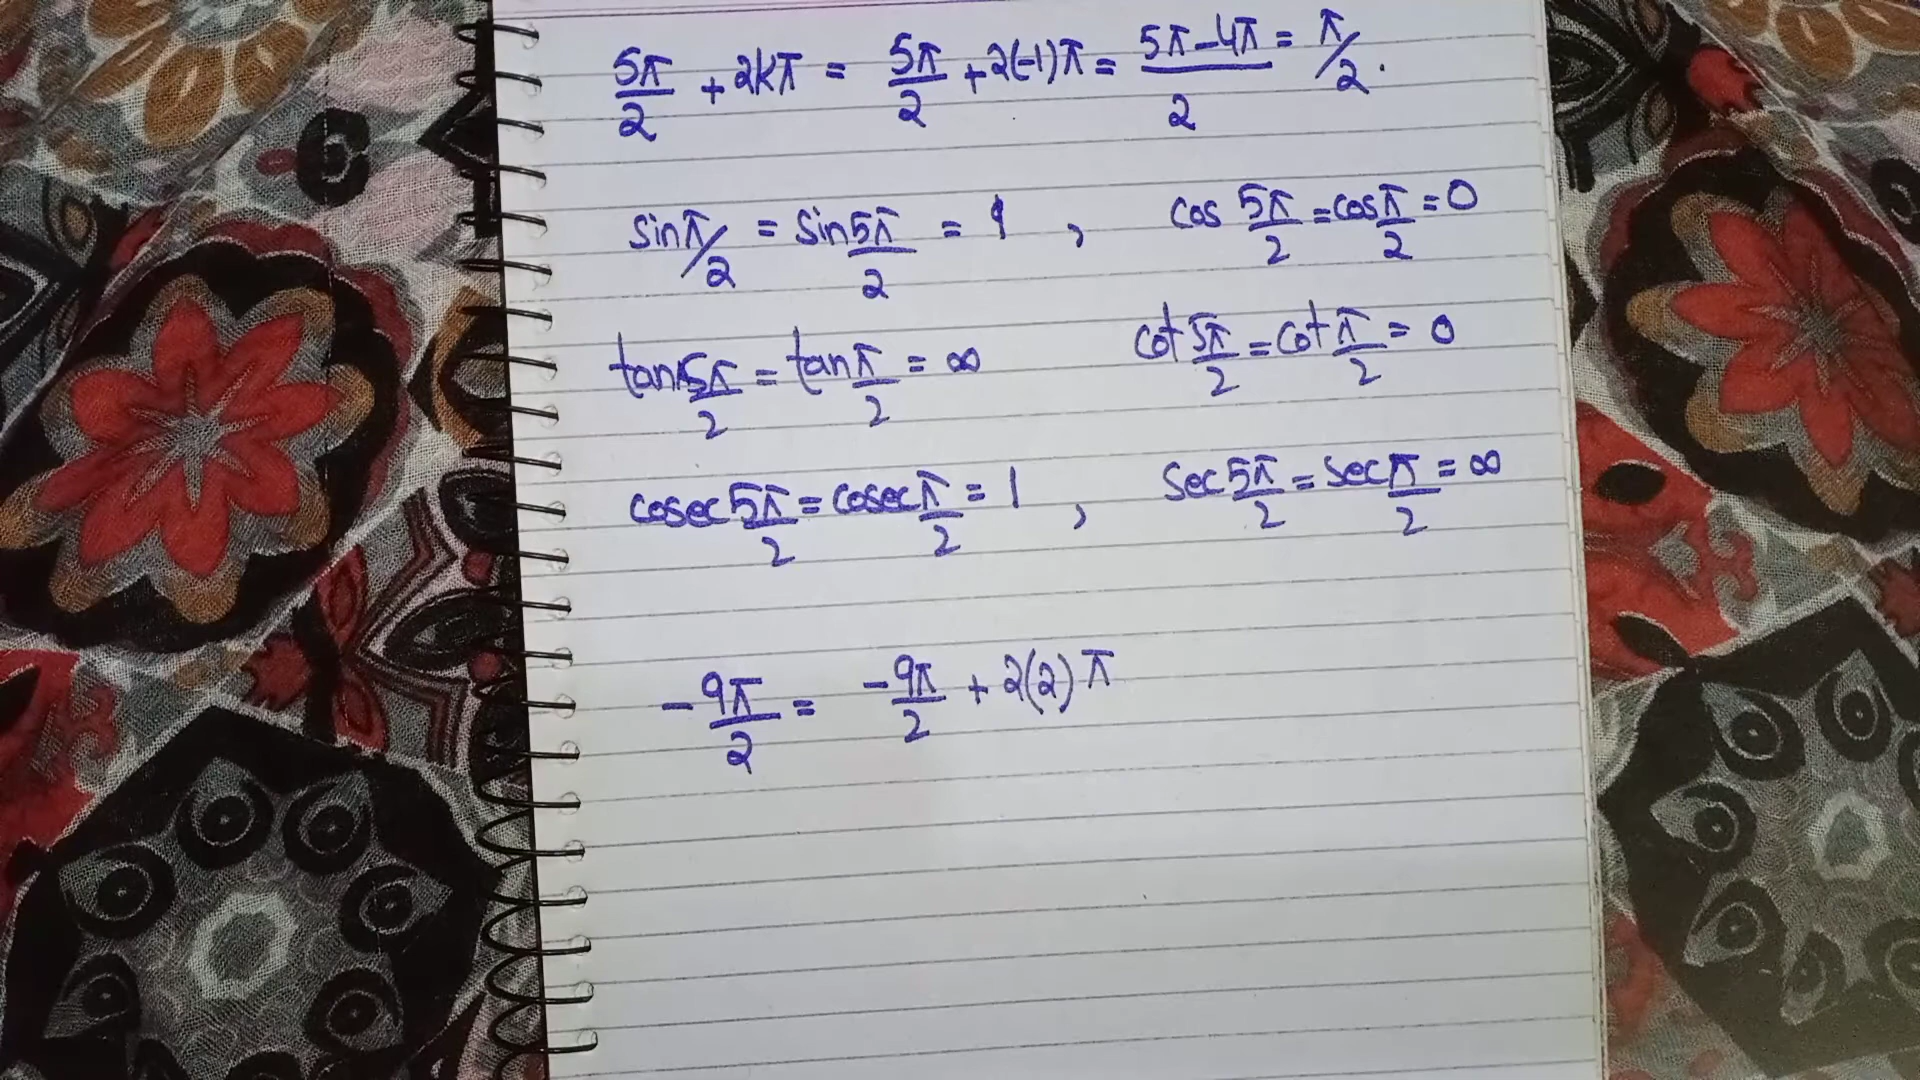 5π/2 + 2kπ = 5π/2 + 2(-1)π = (5π-4π)/2 = π/2.
sin π/2 = sin 5π/2 = 1 , cos 5π/2 = cos π/2 = 0
tan 5π/2 = tan π/2 = ∞ cot 5π/2 = cot π/2 = 0
cosec 5π/2 = cosec π/2 = 1 , sec 5π/2 = sec π/2 = ∞
-9π/2 = -9π/2 + 2(2)π